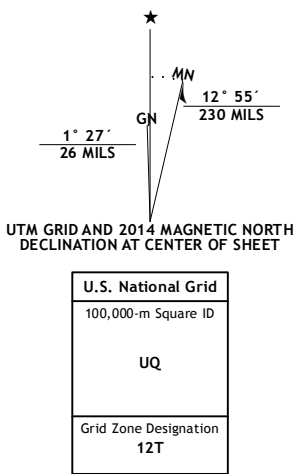 ★
MN
GN
12° 55´
230 MILS
1° 27´
26 MILS
UTM GRID AND 2014 MAGNETIC NORTH
DECLINATION AT CENTER OF SHEET
U.S. National Grid
100,000-m Square ID
UQ
Grid Zone Designation
12T